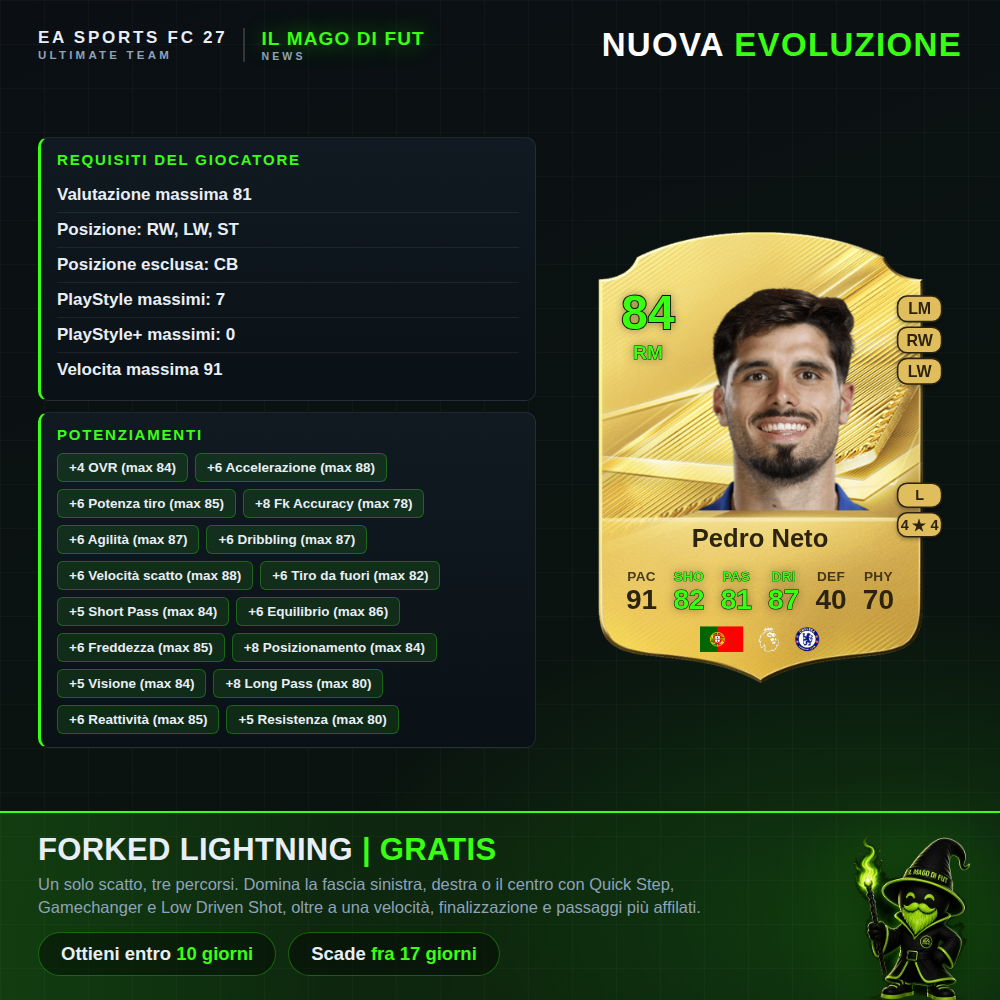 EA SPORTS FC 27
ULTIMATE TEAM
IL MAGO DI FUT
NEWS
NUOVA EVOLUZIONE
REQUISITI DEL GIOCATORE
Valutazione massima 81
Posizione: RW, LW, ST
Posizione esclusa: CB
PlayStyle massimi: 7
PlayStyle+ massimi: 0
Velocita massima 91
POTENZIAMENTI
+4 OVR (max 84) +6 Accelerazione (max 88)
+6 Potenza tiro (max 85) +8 Fk Accuracy (max 78)
+6 Agilità (max 87) +6 Dribbling (max 87)
+6 Velocità scatto (max 88) +6 Tiro da fuori (max 82)
+5 Short Pass (max 84) +6 Equilibrio (max 86)
+6 Freddezza (max 85) +8 Posizionamento (max 84)
+5 Visione (max 84) +8 Long Pass (max 80)
+6 Reattività (max 85) +5 Resistenza (max 80)
84
RM
LM
RW
LW
L
4 ★ 4
Pedro Neto
PAC SHO PAS DRI DEF PHY
91 82 81 87 40 70
FORKED LIGHTNING | GRATIS
Un solo scatto, tre percorsi. Domina la fascia sinistra, destra o il centro con Quick Step,
Gamechanger e Low Driven Shot, oltre a una velocità, finalizzazione e passaggi più affilati.
Ottieni entro 10 giorni
Scade fra 17 giorni
IL MAGO DI FUT